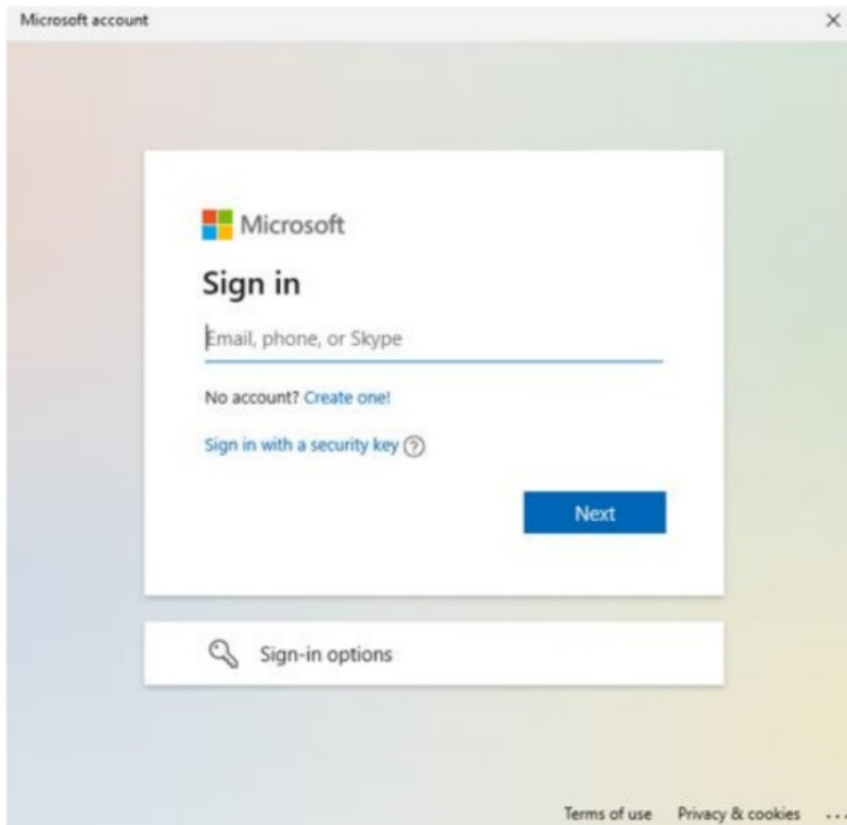 Microsoft account
Microsoft
Sign in
Email, phone, or Skype
No account? Create one!
Sign in with a security key
Next
Sign-in options
Terms of use Privacy & cookies ...